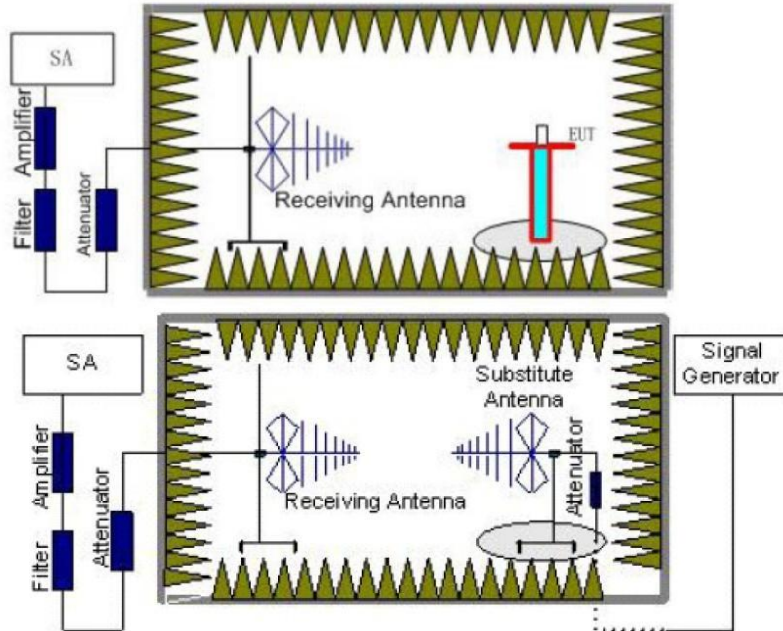 SA
Amplifier
Filter
Attenuator
Receiving Antenna
EUT
SA
Amplifier
Filter
Attenuator
Receiving Antenna
Substitute
Antenna
Attenuator
Signal
Generator